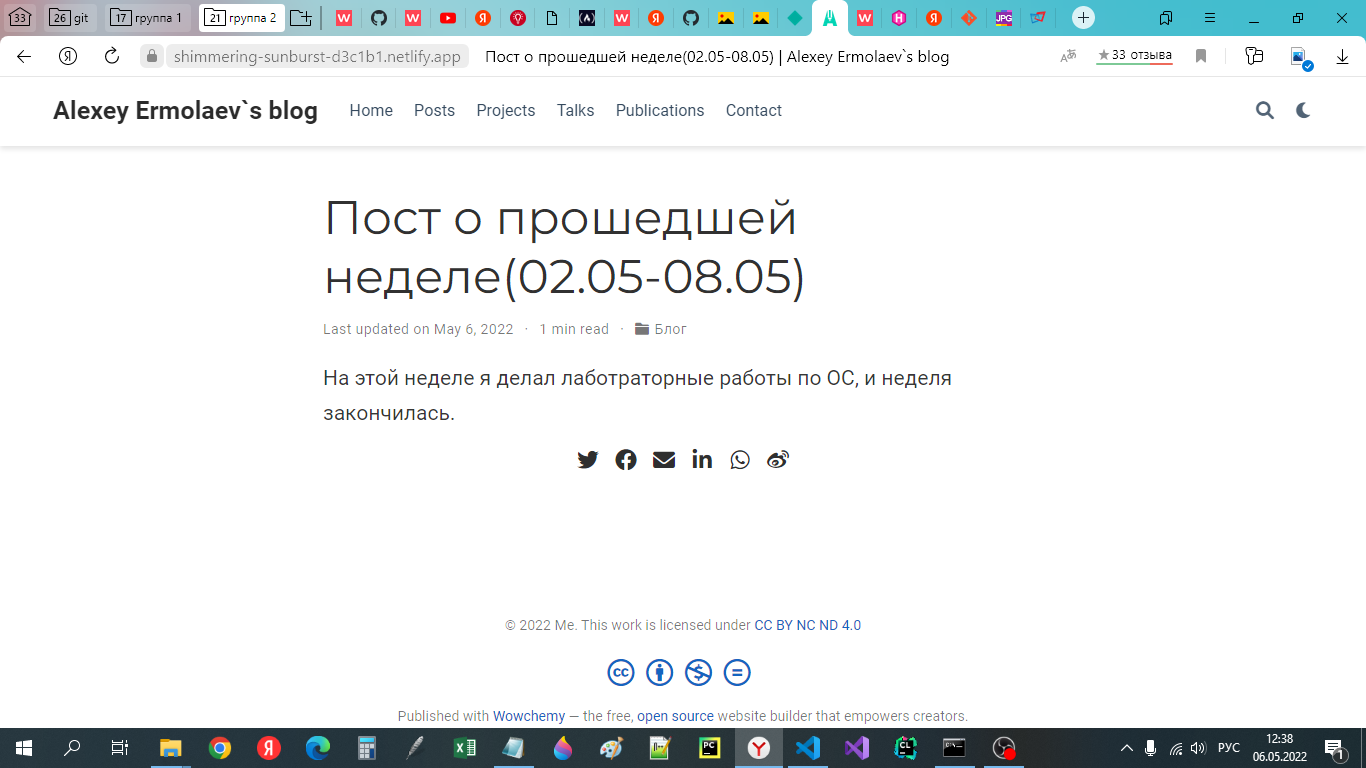 33
26 git
17 группа 1
21 группа 2
JPG
Я
shimmering-sunburst-d3c1b1.netlify.app
Пост о прошедшей неделе(02.05-08.05) | Alexey Ermolaev`s blog
33 отзыва
Alexey Ermolaev`s blog
Home Posts Projects Talks Publications Contact
Пост о прошедшей
неделе(02.05-08.05)
Last updated on May 6, 2022 · 1 min read · Блог
На этой неделе я делал лаботраторные работы по ОС, и неделя
закончилась.
© 2022 Me. This work is licensed under CC BY NC ND 4.0
Published with Wowchemy — the free, open source website builder that empowers creators.
РУС
12:38
06.05.2022
1